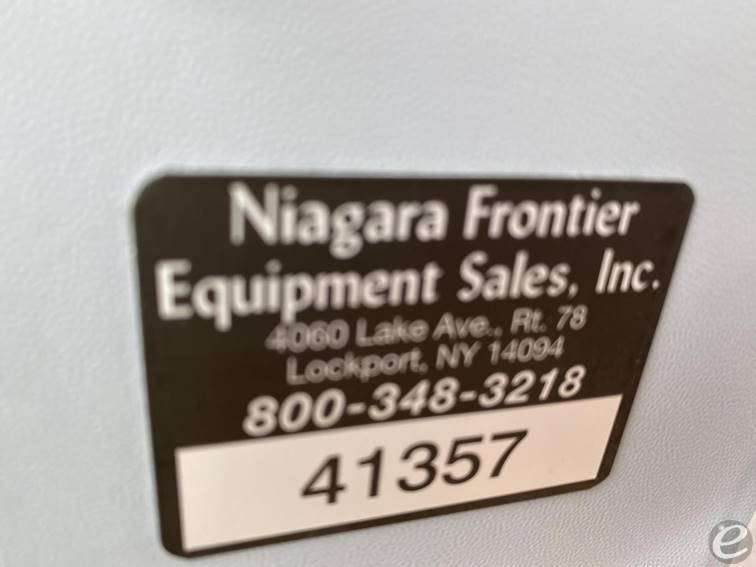 Niagara Frontier
Equipment Sales, Inc.
4060 Lake Ave., Rt. 78
Lockport, NY 14094
800-348-3218
41357
e